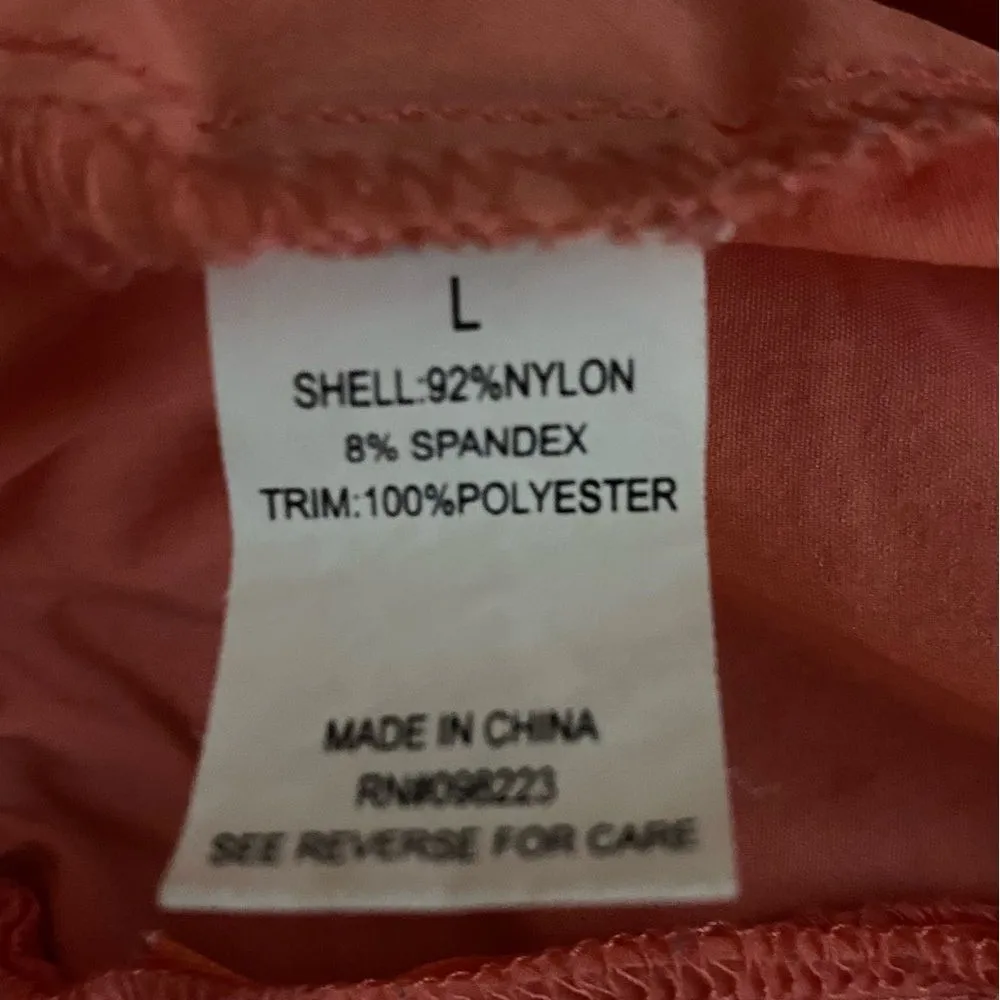 L
SHELL:92%NYLON
8% SPANDEX
TRIM:100%POLYESTER
MADE IN CHINA
RN#098223
SEE REVERSE FOR CARE